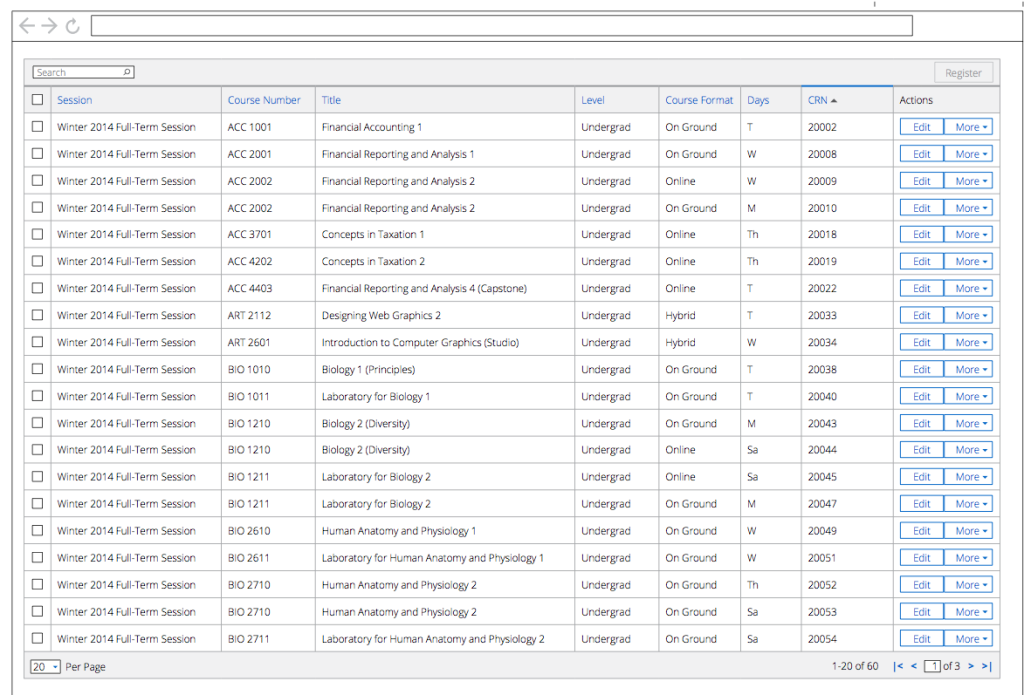 Search Register
Session Course Number Title Level Course Format Days CRN Actions
Winter 2014 Full-Term Session ACC 1001 Financial Accounting 1 Undergrad On Ground T 20002 Edit More
Winter 2014 Full-Term Session ACC 2001 Financial Reporting and Analysis 1 Undergrad On Ground W 20008 Edit More
Winter 2014 Full-Term Session ACC 2002 Financial Reporting and Analysis 2 Undergrad Online W 20009 Edit More
Winter 2014 Full-Term Session ACC 2002 Financial Reporting and Analysis 2 Undergrad On Ground M 20010 Edit More
Winter 2014 Full-Term Session ACC 3701 Concepts in Taxation 1 Undergrad Online Th 20018 Edit More
Winter 2014 Full-Term Session ACC 4202 Concepts in Taxation 2 Undergrad Online Th 20019 Edit More
Winter 2014 Full-Term Session ACC 4403 Financial Reporting and Analysis 4 (Capstone) Undergrad Online T 20022 Edit More
Winter 2014 Full-Term Session ART 2112 Designing Web Graphics 2 Undergrad Hybrid T 20033 Edit More
Winter 2014 Full-Term Session ART 2601 Introduction to Computer Graphics (Studio) Undergrad Hybrid W 20034 Edit More
Winter 2014 Full-Term Session BIO 1010 Biology 1 (Principles) Undergrad On Ground T 20038 Edit More
Winter 2014 Full-Term Session BIO 1011 Laboratory for Biology 1 Undergrad On Ground T 20040 Edit More
Winter 2014 Full-Term Session BIO 1210 Biology 2 (Diversity) Undergrad On Ground M 20043 Edit More
Winter 2014 Full-Term Session BIO 1210 Biology 2 (Diversity) Undergrad Online Sa 20044 Edit More
Winter 2014 Full-Term Session BIO 1211 Laboratory for Biology 2 Undergrad Online Sa 20045 Edit More
Winter 2014 Full-Term Session BIO 1211 Laboratory for Biology 2 Undergrad On Ground M 20047 Edit More
Winter 2014 Full-Term Session BIO 2610 Human Anatomy and Physiology 1 Undergrad On Ground W 20049 Edit More
Winter 2014 Full-Term Session BIO 2611 Laboratory for Human Anatomy and Physiology 1 Undergrad On Ground W 20051 Edit More
Winter 2014 Full-Term Session BIO 2710 Human Anatomy and Physiology 2 Undergrad On Ground Th 20052 Edit More
Winter 2014 Full-Term Session BIO 2710 Human Anatomy and Physiology 2 Undergrad On Ground Sa 20053 Edit More
Winter 2014 Full-Term Session BIO 2711 Laboratory for Human Anatomy and Physiology 2 Undergrad On Ground Sa 20054 Edit More
20 Per Page 1-20 of 60 |< < 1 of 3 > >|